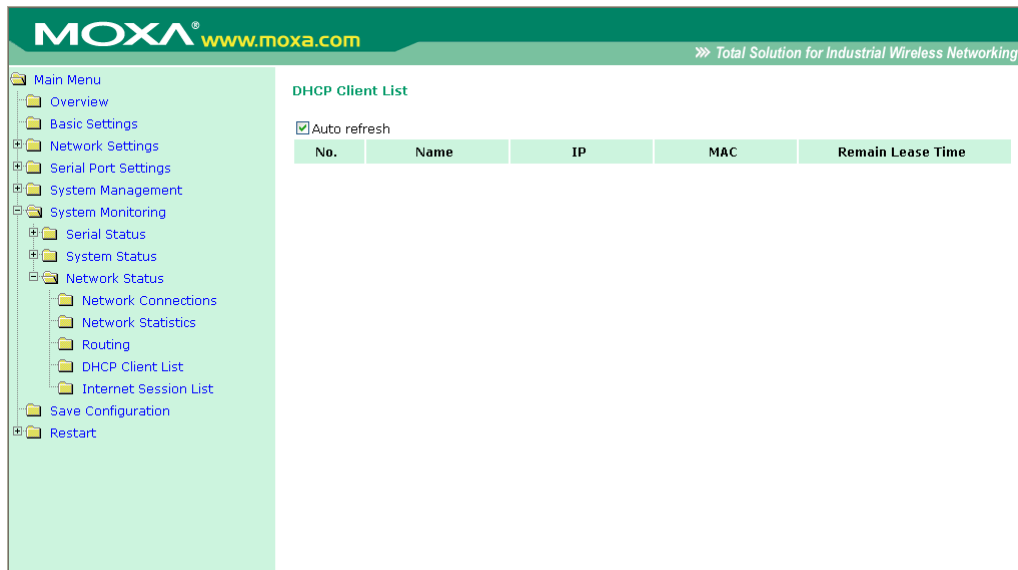 MOXA® www.moxa.com
Total Solution for Industrial Wireless Networking
Main Menu
Overview
Basic Settings
Network Settings
Serial Port Settings
System Management
System Monitoring
Serial Status
System Status
Network Status
Network Connections
Network Statistics
Routing
DHCP Client List
Internet Session List
Save Configuration
Restart
DHCP Client List
Auto refresh
No. Name IP MAC Remain Lease Time